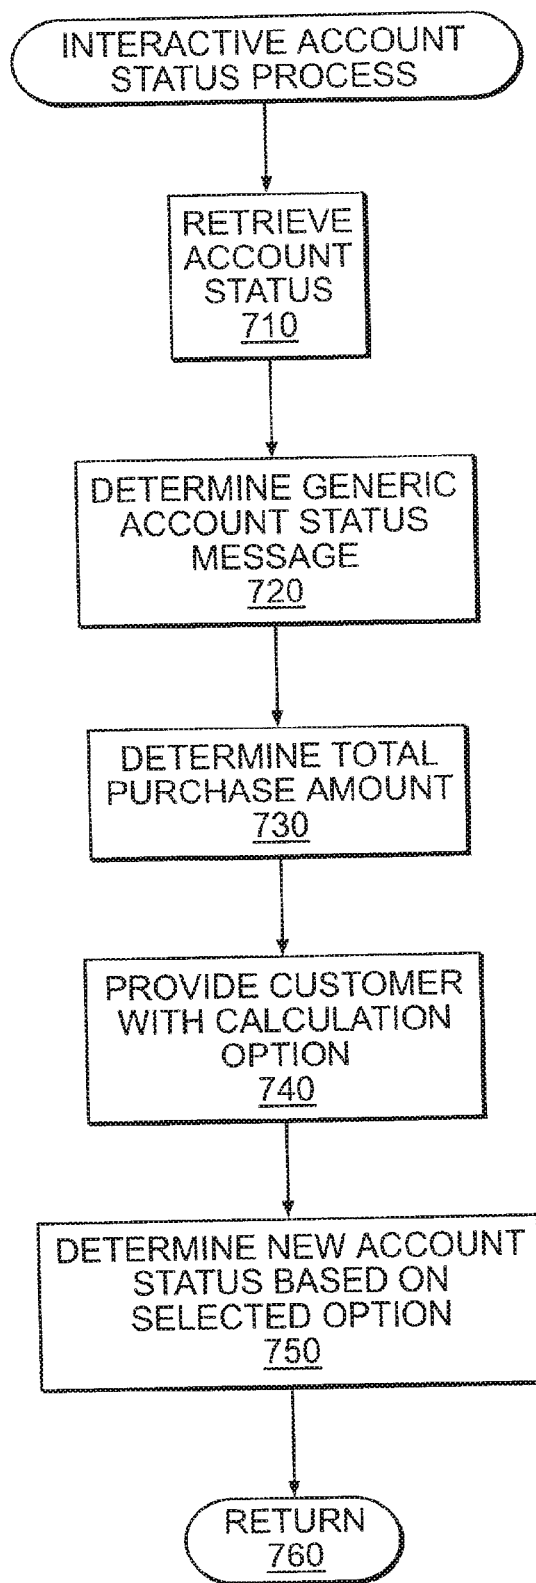 INTERACTIVE ACCOUNT
STATUS PROCESS
RETRIEVE
ACCOUNT
STATUS
710
DETERMINE GENERIC
ACCOUNT STATUS
MESSAGE
720
DETERMINE TOTAL
PURCHASE AMOUNT
730
PROVIDE CUSTOMER
WITH CALCULATION
OPTION
740
DETERMINE NEW ACCOUNT
STATUS BASED ON
SELECTED OPTION
750
RETURN
760